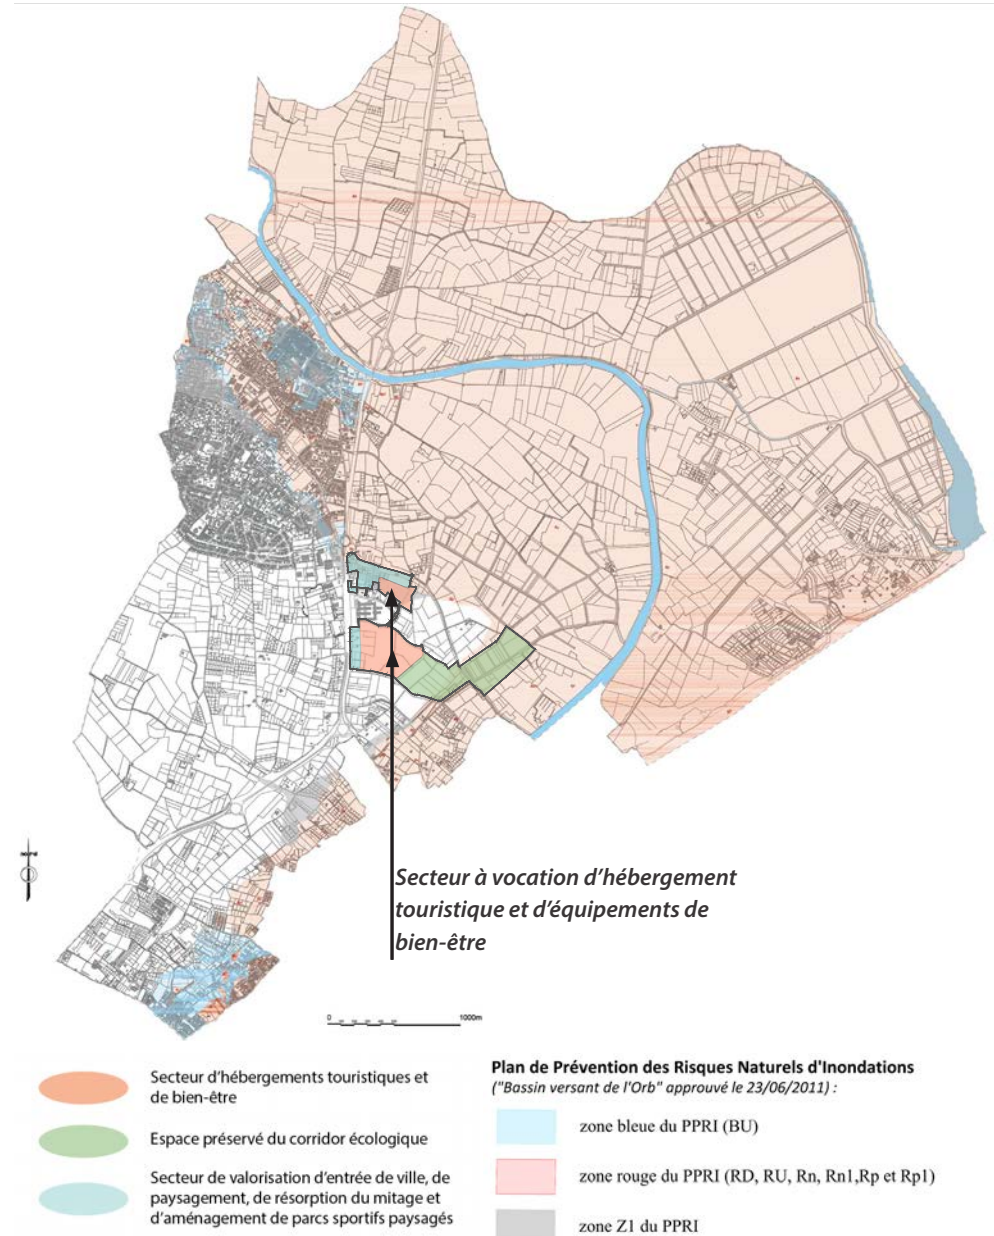 Secteur à vocation d’hébergement
touristique et d’équipements de
bien-être
0
1000m
Secteur d’hébergements touristiques et
de bien-être
Espace préservé du corridor écologique
Secteur de valorisation d’entrée de ville, de
paysagement, de résorption du mitage et
d’aménagement de parcs sportifs paysagés
Plan de Prévention des Risques Naturels d'Inondations
("Bassin versant de l'Orb" approuvé le 23/06/2011) :
zone bleue du PPRI (BU)
zone rouge du PPRI (RD, RU, Rn, Rn1,Rp et Rp1)
zone Z1 du PPRI